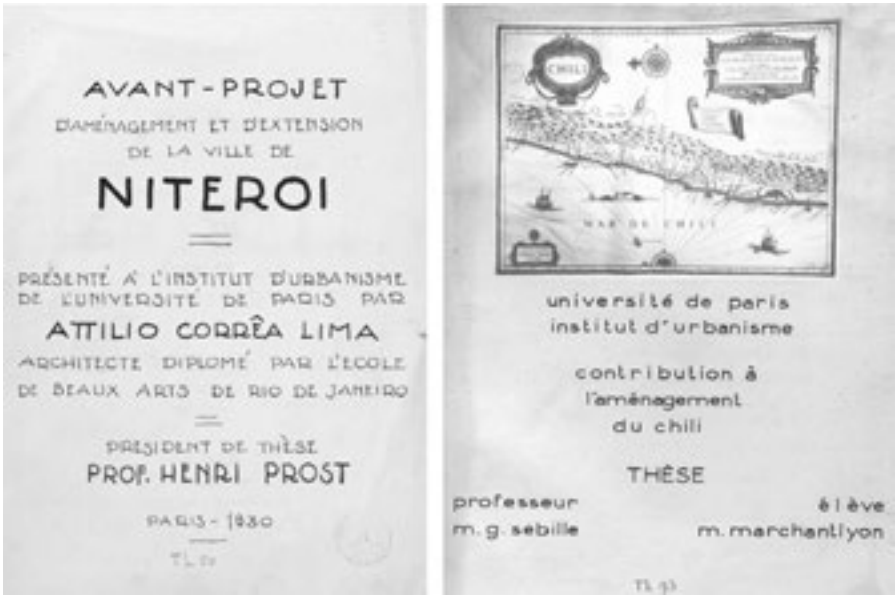 AVANT-PROJET
D'AMÉNAGEMENT ET D'EXTENSION
DE LA VILLE DE
NITEROI
PRÉSENTÉ À L'INSTITUT D'URBANISME
DE L'UNIVERSITÉ DE PARIS PAR
ATTILIO CORRÊA LIMA
ARCHITECTE DIPLOMÉ PAR L'ECOLE
DE BEAUX ARTS DE RIO DE JANEIRO
PRESIDENT DE THÈSE
PROF. HENRI PROST
PARIS-1930
CHILI
MAR DE CHILI
université de paris
institut d'urbanisme
contribution à
l'aménagement
du chili
THÈSE
professeur
m. g. sebille
élève
m. marchantlyon